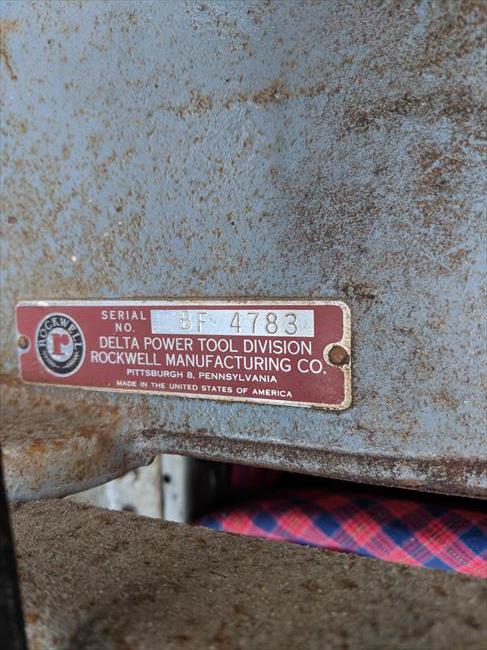 SERIAL
NO. BF 4783
DELTA POWER TOOL DIVISION
ROCKWELL MANUFACTURING CO.
PITTSBURGH 8, PENNSYLVANIA
MADE IN THE UNITED STATES OF AMERICA
ROCKWELL
r